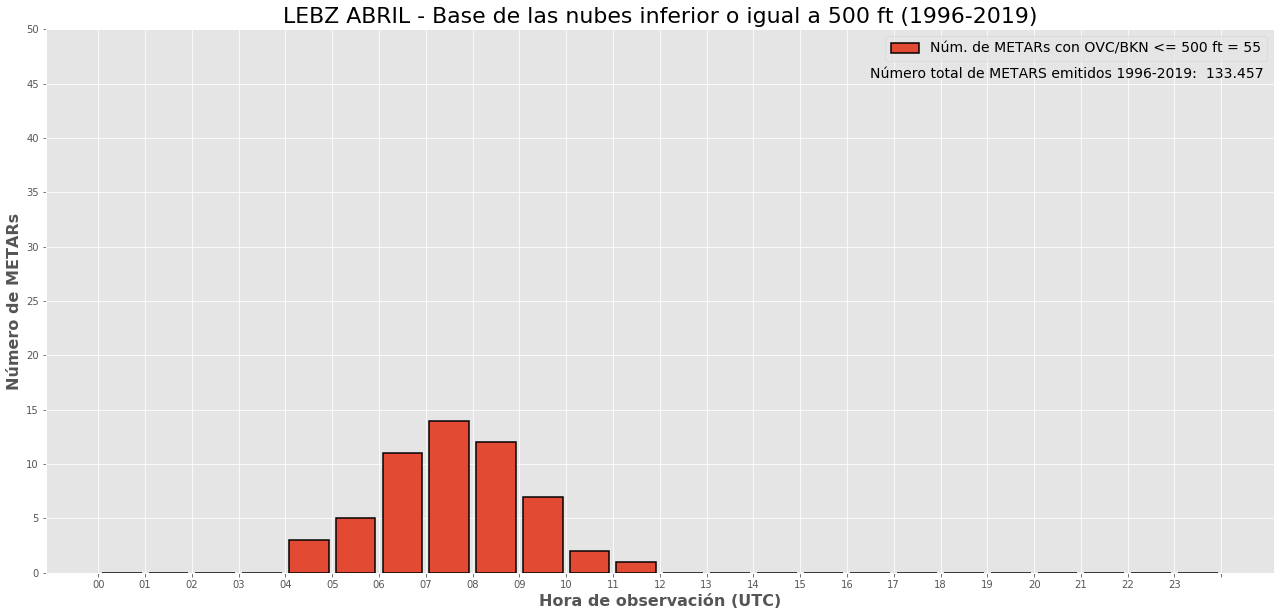 LEBZ ABRIL - Base de las nubes inferior o igual a 500 ft (1996-2019)
Núm. de METARs con OVC/BKN <= 500 ft = 55
Número total de METARS emitidos 1996-2019:  133.457
Número de METARs
50
45
40
35
30
25
20
15
10
5
0
00 01 02 03 04 05 06 07 08 09 10 11 12 13 14 15 16 17 18 19 20 21 22 23
Hora de observación (UTC)